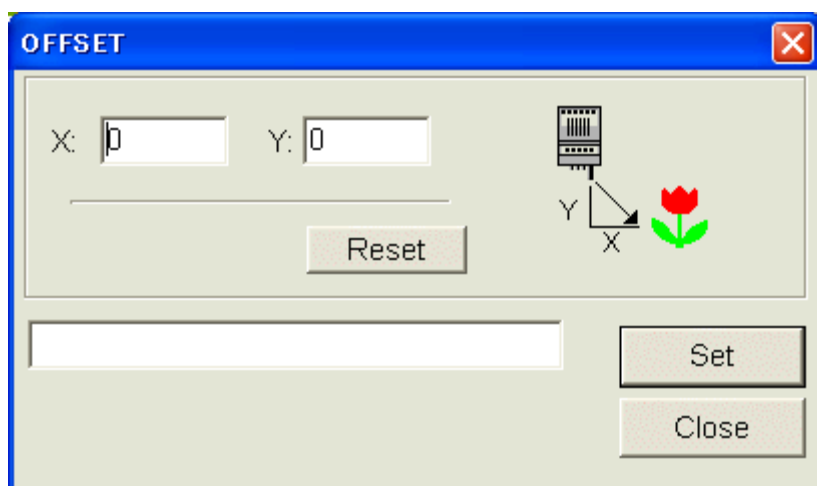 OFFSET
X: 0 Y: 0
Y
X
Reset
Set
Close